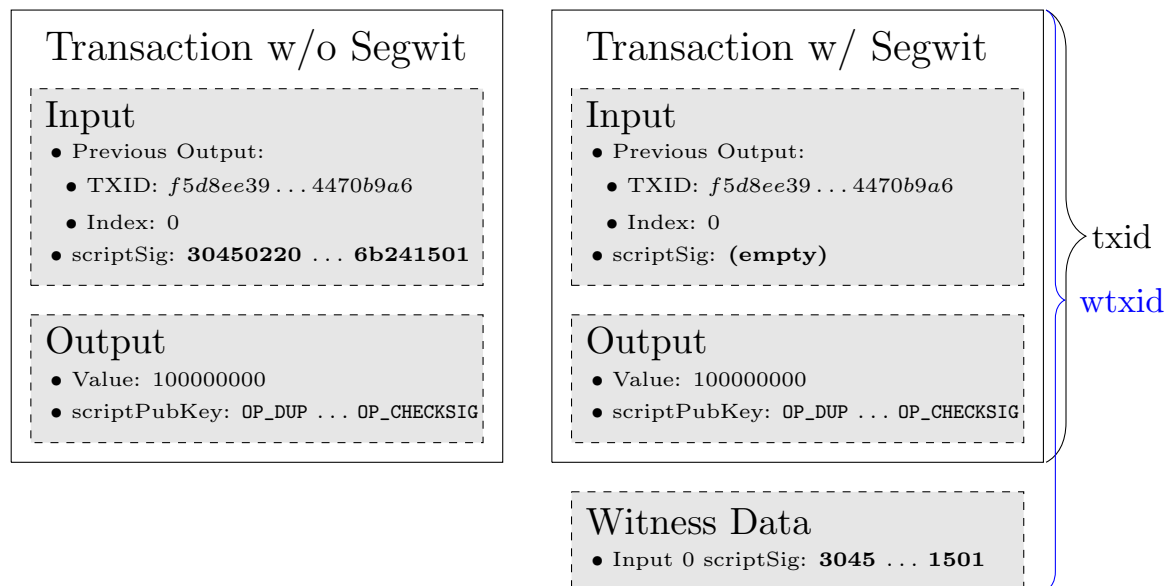 Transaction w/o Segwit
Input
• Previous Output:
• TXID: f5d8ee39 . . . 4470b9a6
• Index: 0
• scriptSig: 30450220 . . . 6b241501
Output
• Value: 100000000
• scriptPubKey: OP_DUP . . . OP_CHECKSIG
Transaction w/ Segwit
Input
• Previous Output:
• TXID: f5d8ee39 . . . 4470b9a6
• Index: 0
• scriptSig: (empty)
Output
• Value: 100000000
• scriptPubKey: OP_DUP . . . OP_CHECKSIG
Witness Data
• Input 0 scriptSig: 3045 . . . 1501
txid
wtxid